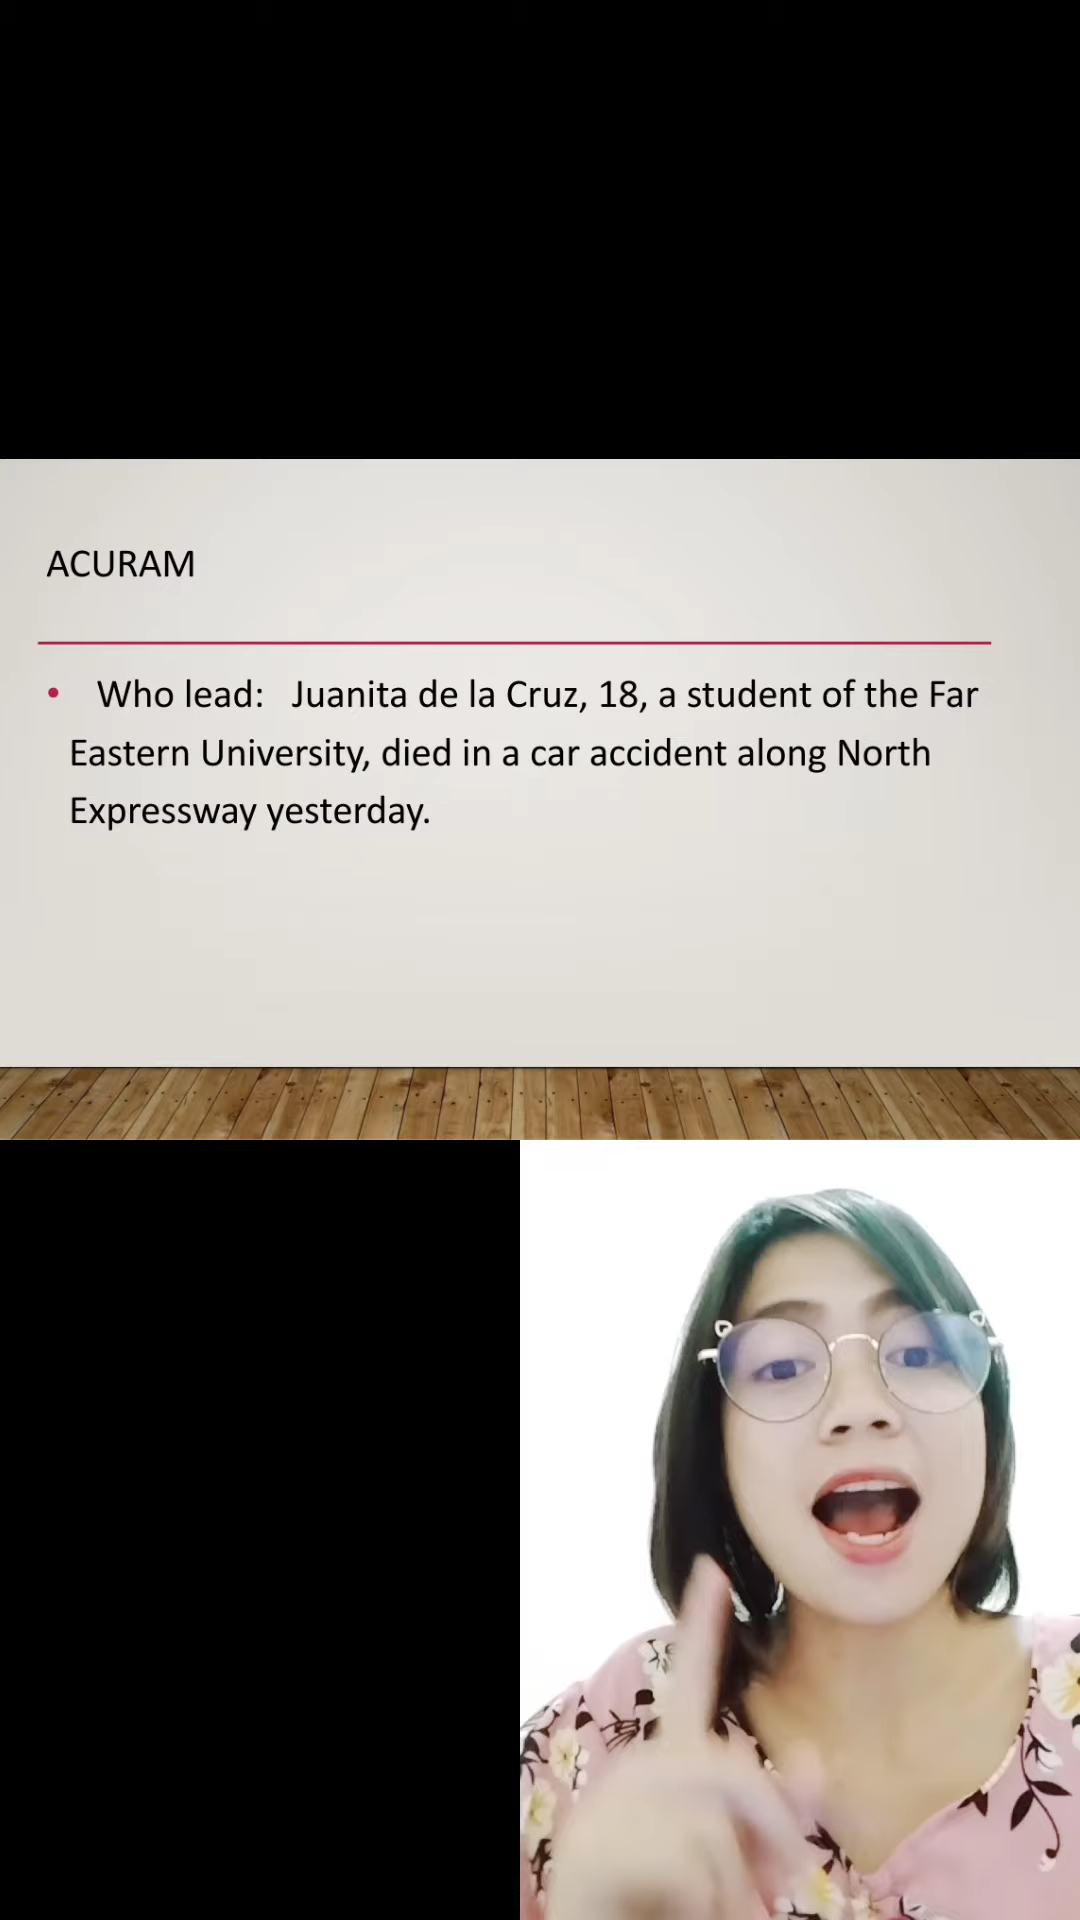 ACURAM
• Who lead: Juanita de la Cruz, 18, a student of the Far
Eastern University, died in a car accident along North
Expressway yesterday.